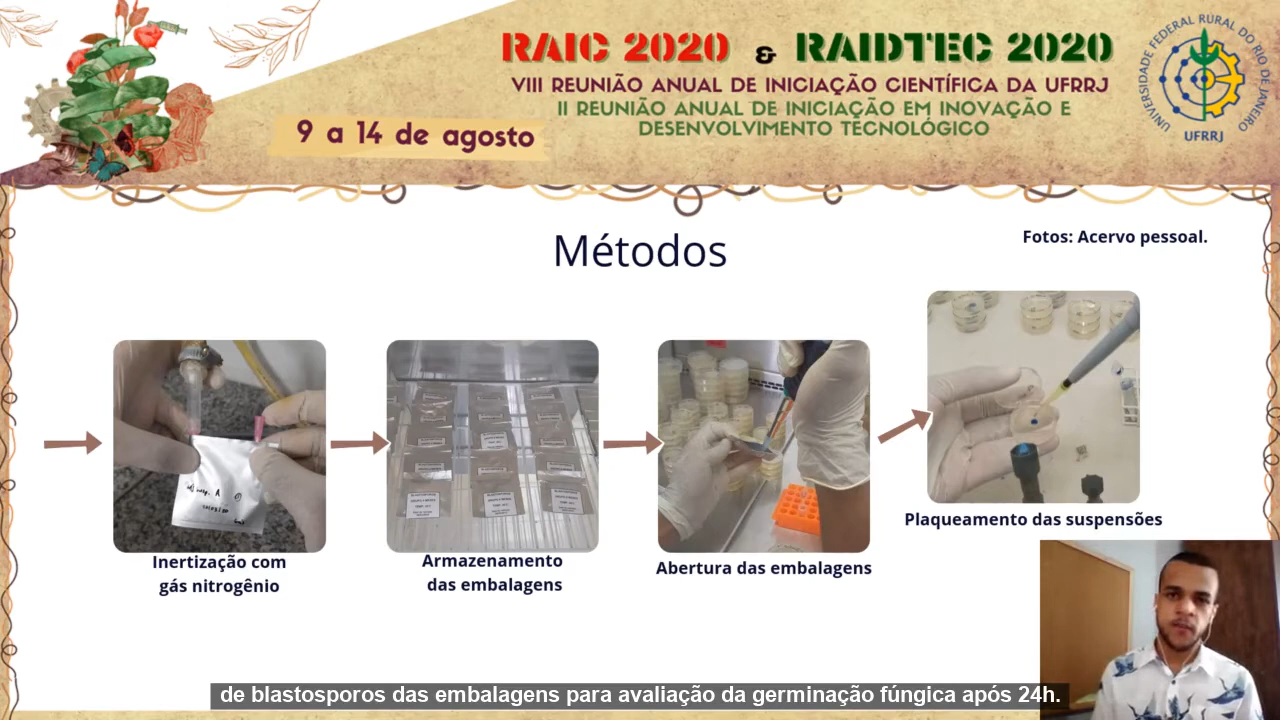 RAIC 2020 & RAIDTEC 2020
VIII REUNIÃO ANUAL DE INICIAÇÃO CIENTÍFICA DA UFRRJ
II REUNIÃO ANUAL DE INICIAÇÃO EM INOVAÇÃO E
DESENVOLVIMENTO TECNOLÓGICO
9 a 14 de agosto
UNIVERSIDADE FEDERAL RURAL DO RIO DE JANEIRO
UFRRJ
Métodos
Fotos: Acervo pessoal.
Inertização com
gás nitrogênio
Armazenamento
das embalagens
Abertura das embalagens
Plaqueamento das suspensões
de blastosporos das embalagens para avaliação da germinação fúngica após 24h.